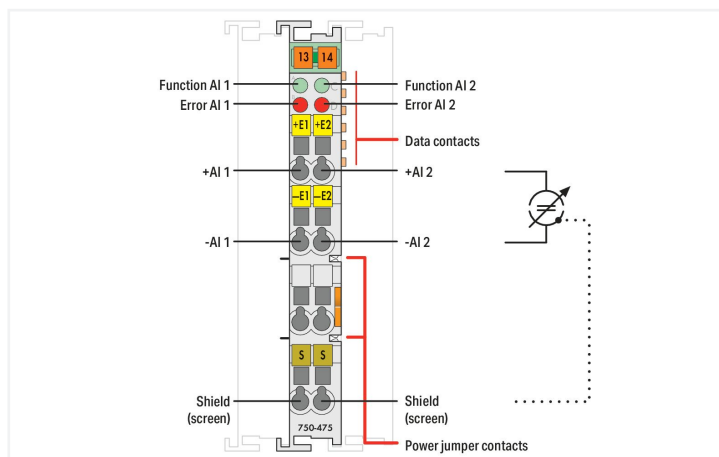 13 14
Function AI 1
Function AI 2
Error AI 1
Error AI 2
+E1 +E2
Data contacts
+AI 1
+AI 2
–E1 –E2
-AI 1
-AI 2
S S
Shield
(screen)
Shield
(screen)
750-475
Power jumper contacts